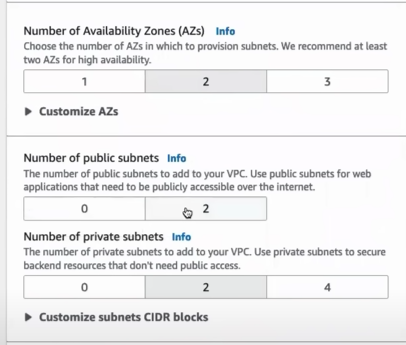 Number of Availability Zones (AZs) Info
Choose the number of AZs in which to provision subnets. We recommend at least
two AZs for high availability.
1 2 3
Customize AZs
Number of public subnets Info
The number of public subnets to add to your VPC. Use public subnets for web
applications that need to be publicly accessible over the internet.
0 2
Number of private subnets Info
The number of private subnets to add to your VPC. Use private subnets to secure
backend resources that don't need public access.
0 2 4
Customize subnets CIDR blocks